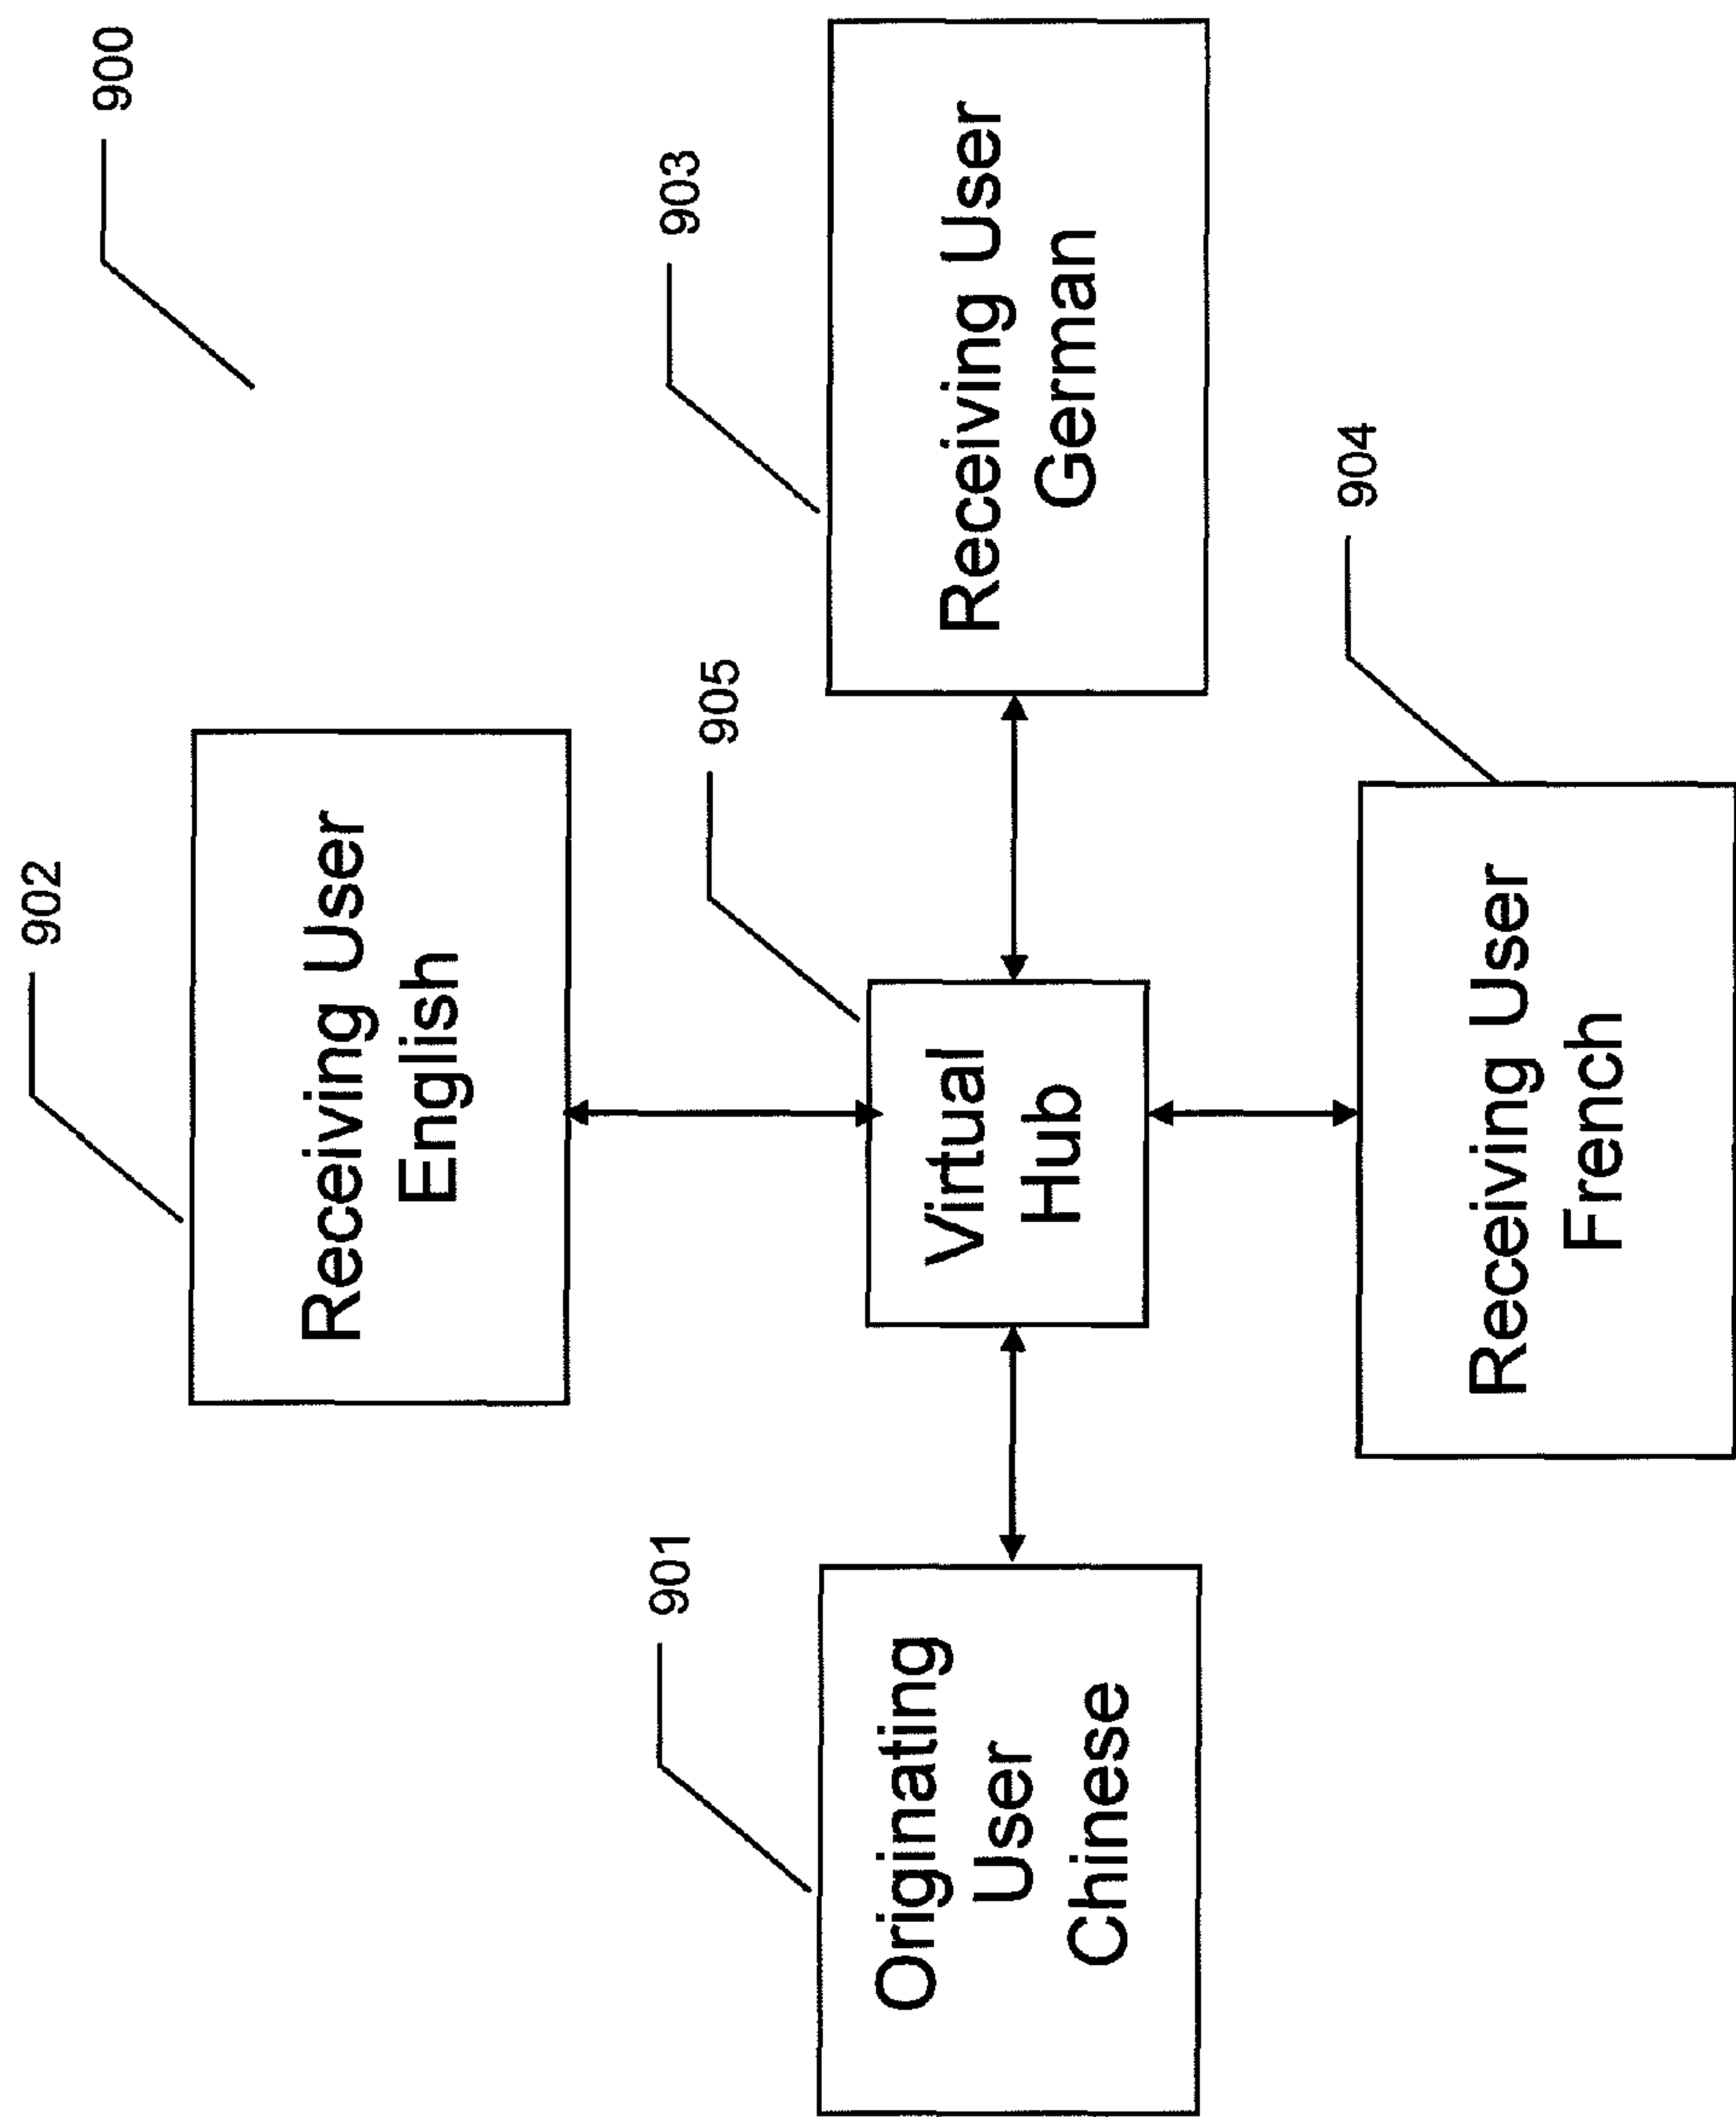 900
902
Receiving User
English
905
903
Virtual
Hub
Receiving User
German
901
Originating
User
Chinese
904
Receiving User
French